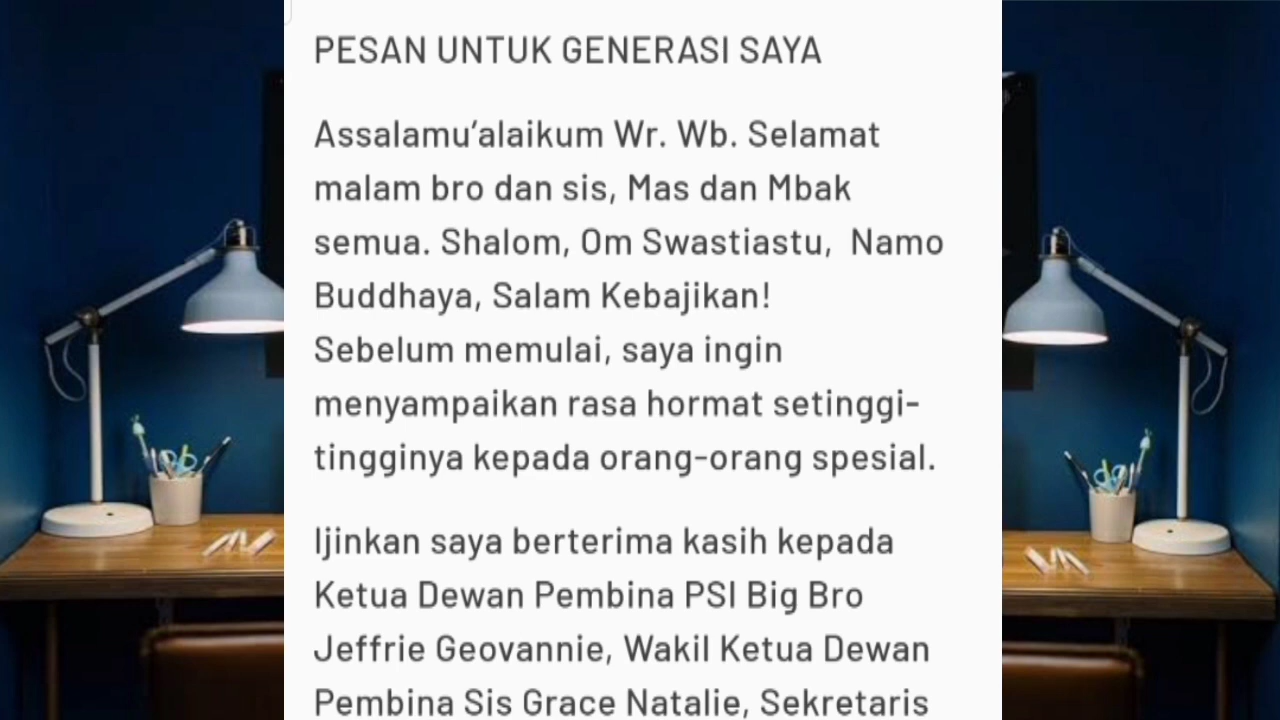 PESAN UNTUK GENERASI SAYA
Assalamu’alaikum Wr. Wb. Selamat
malam bro dan sis, Mas dan Mbak
semua. Shalom, Om Swastiastu,  Namo
Buddhaya, Salam Kebajikan!
Sebelum memulai, saya ingin
menyampaikan rasa hormat setinggi-
tingginya kepada orang-orang spesial.
Ijinkan saya berterima kasih kepada
Ketua Dewan Pembina PSI Big Bro
Jeffrie Geovannie, Wakil Ketua Dewan
Pembina Sis Grace Natalie, Sekretaris